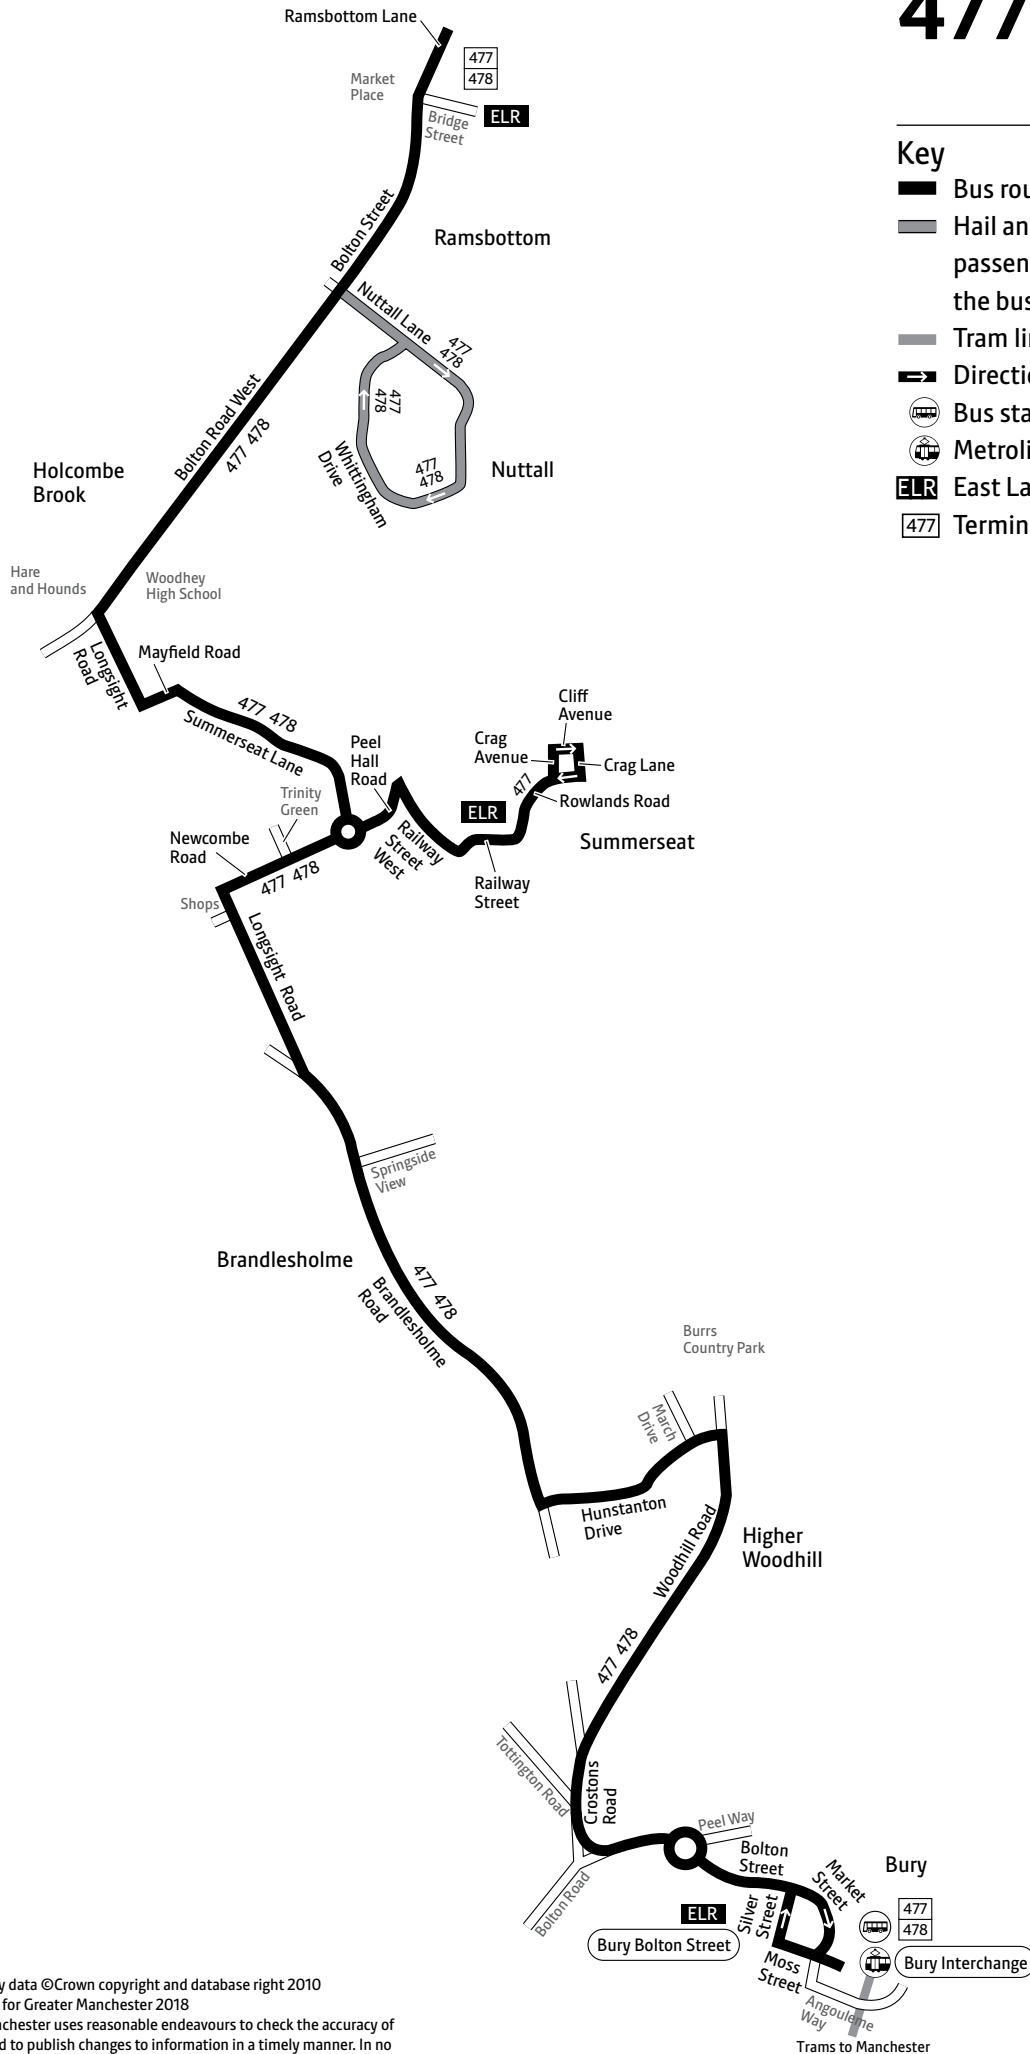 477
Ramsbottom Lane
477
478
Market
Place
Bridge
Street
ELR
Bolton Street
Ramsbottom
Nuttall Lane
477
478
477
478
477
478
Whittingham
Drive
Nuttall
Bolton Road West
477 478
Holcombe
Brook
Hare
and Hounds
Woodhey
High School
Longsight
Road
Mayfield Road
477 478
Summerseat Lane
Cliff
Avenue
Crag
Avenue
Crag Lane
Peel
Hall
Road
477
Rowlands Road
ELR
Summerseat
Trinity
Green
Railway
Street
West
Railway
Street
Newcombe
Road
477 478
Shops
Longsight Road
Springside
View
Brandlesholme
477 478
Brandlesholme
Road
Burrs
Country Park
March
Drive
Hunstanton
Drive
Woodhill Road
Higher
Woodhill
477 478
Tottington Road
Crostons
Road
Bolton Road
Peel Way
Bolton
Street
Market
Street
Bury
477
478
Silver
Street
ELR
Bury Bolton Street
Bury Interchange
Moss
Street
Angouleme
Way
Trams to Manchester
Key
Bus rou
Hail an
passen
the bus
Tram li
Directi
Bus sta
Metroli
ELR East La
477 Termin
y data ©Crown copyright and database right 2010
for Greater Manchester 2018
chester uses reasonable endeavours to check the accuracy of
d to publish changes to information in a timely manner. In no